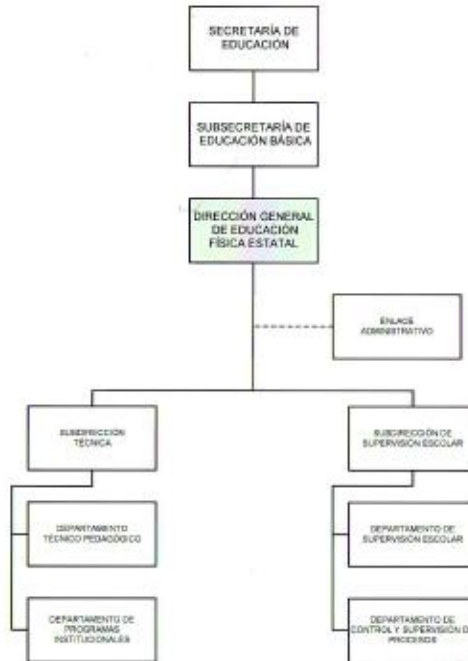 SECRETARÍA DE
EDUCACIÓN
SUBSECRETARÍA DE
EDUCACIÓN BÁSICA
DIRECCIÓN GENERAL
DE EDUCACIÓN
FÍSICA ESTATAL
ENLACE
ADMINISTRATIVO
SUBDIRECCIÓN
TÉCNICA
SUBDIRECCIÓN DE
SUPERVISIÓN ESCOLAR
DEPARTAMENTO
TÉCNICO PEDAGÓGICO
DEPARTAMENTO DE
SUPERVISIÓN ESCOLAR
DEPARTAMENTO DE
PROGRAMAS
INSTITUCIONALES
DEPARTAMENTO DE
CONTROL Y SUPERVISIÓN D
PROCESOS